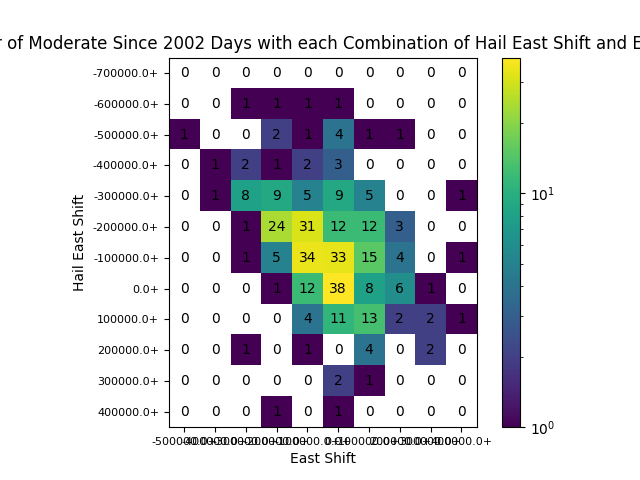 r of Moderate Since 2002 Days with each Combination of Hail East Shift and E
-700000.0+ 0 0 0 0 0 0 0 0 0 0
-600000.0+ 0 0 1 1 1 1 0 0 0 0
-500000.0+ 1 0 0 2 1 4 1 1 0 0
-400000.0+ 0 1 2 1 2 3 0 0 0 0
-300000.0+ 0 1 8 9 5 9 5 0 0 1
-200000.0+ 0 0 1 24 31 12 12 3 0 0
-100000.0+ 0 0 1 5 34 33 15 4 0 1
0.0+ 0 0 0 1 12 38 8 6 1 0
100000.0+ 0 0 0 0 4 11 13 2 2 1
200000.0+ 0 0 1 0 1 0 4 0 2 0
300000.0+ 0 0 0 0 0 2 1 0 0 0
400000.0+ 0 0 0 1 0 1 0 0 0 0
Hail East Shift
East Shift
10^1
10^0